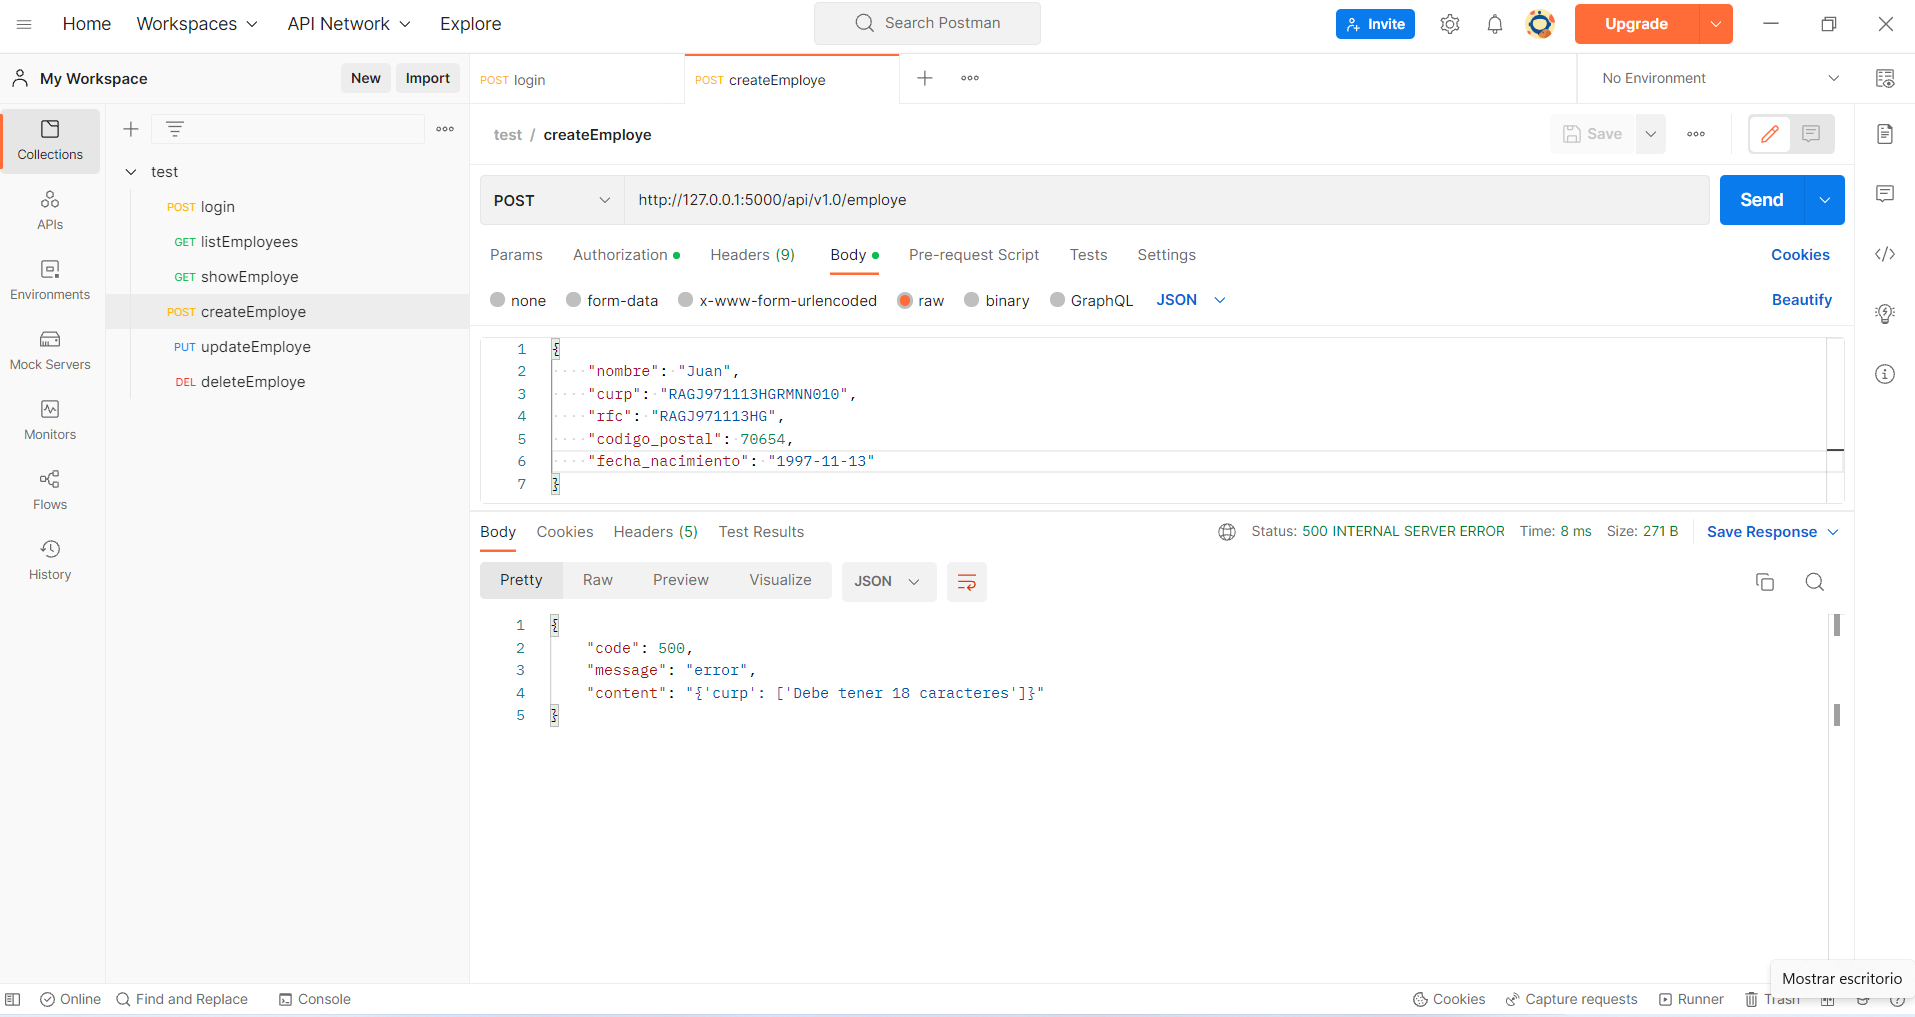 Home
Workspaces
API Network
Explore
Search Postman
Invite
Upgrade
My Workspace
New
Import
POST login
POST createEmploye
No Environment
Collections
APIs
Environments
Mock Servers
Monitors
Flows
History
test
POST login
GET listEmployees
GET showEmploye
POST createEmploye
PUT updateEmploye
DEL deleteEmploye
test / createEmploye
Save
POST
http://127.0.0.1:5000/api/v1.0/employe
Send
Params
Authorization
Headers (9)
Body
Pre-request Script
Tests
Settings
Cookies
none
form-data
x-www-form-urlencoded
raw
binary
GraphQL
JSON
Beautify
1 {
2 "nombre": "Juan",
3 "curp": "RAGJ971113HGRMNN010",
4 "rfc": "RAGJ971113HG",
5 "codigo_postal": 70654,
6 "fecha_nacimiento": "1997-11-13"
7 }
Body
Cookies
Headers (5)
Test Results
Status: 500 INTERNAL SERVER ERROR
Time: 8 ms
Size: 271 B
Save Response
Pretty
Raw
Preview
Visualize
JSON
1 {
2 "code": 500,
3 "message": "error",
4 "content": "{'curp': ['Debe tener 18 caracteres']}"
5 }
Mostrar escritorio
Online
Find and Replace
Console
Cookies
Capture requests
Runner
Trash